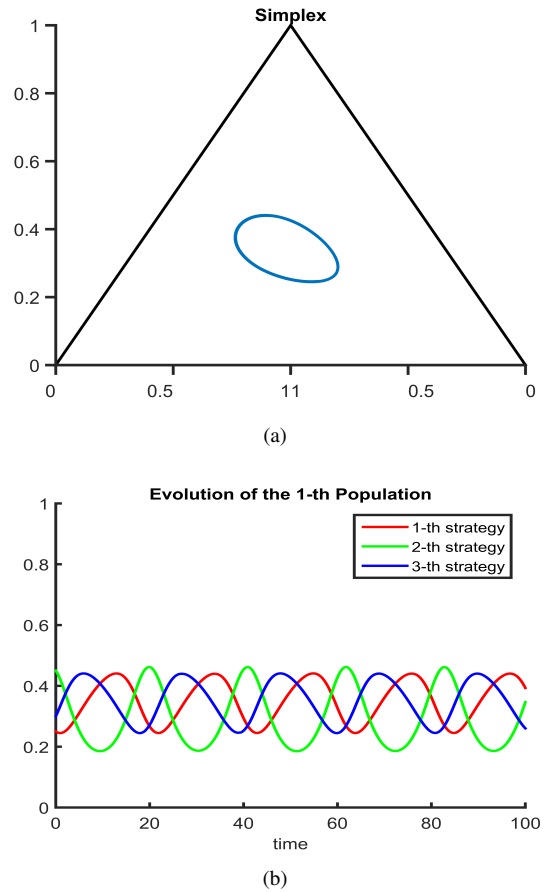 Simplex
1
0.8
0.6
0.4
0.2
0
0 0.5 11 0.5 0
(a)
Evolution of the 1-th Population
1
0.8
0.6
0.4
0.2
0
1-th strategy
2-th strategy
3-th strategy
0 20 40 60 80 100
time
(b)